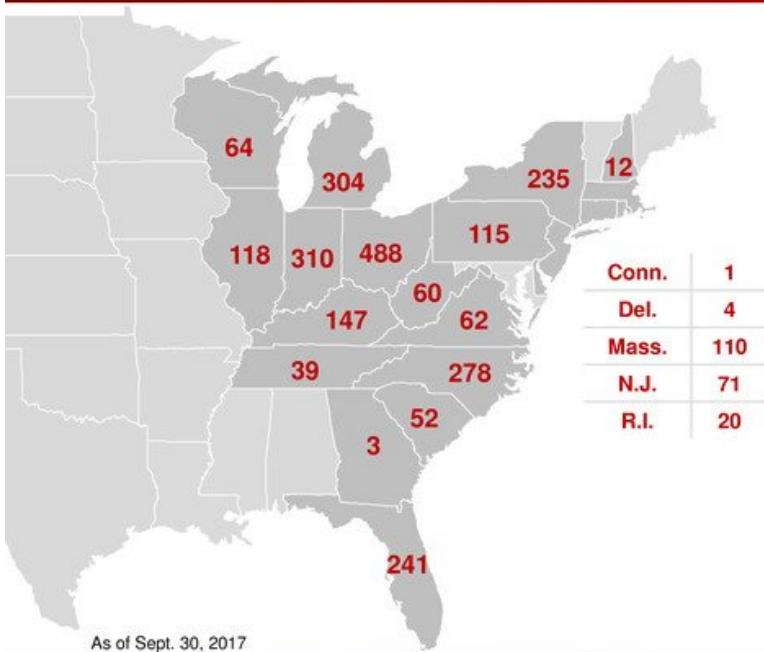 64
304
235
12
118
310
488
115
60
147
62
39
278
52
3
241
Conn. 1
Del. 4
Mass. 110
N.J. 71
R.I. 20
As of Sept. 30, 2017